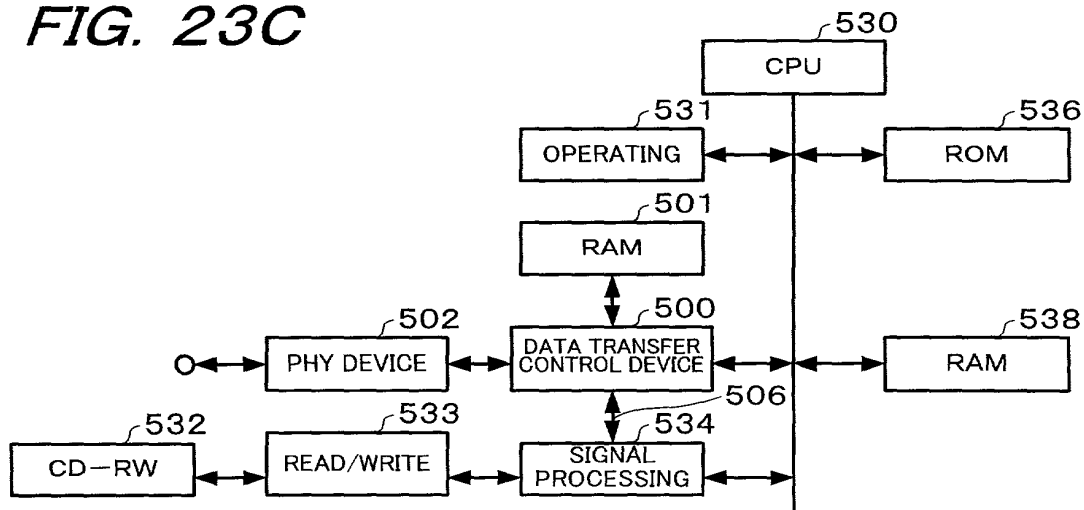 FIG. 23C
530
CPU
531
OPERATING
536
ROM
501
RAM
502
PHY DEVICE
500
DATA TRANSFER
CONTROL DEVICE
538
RAM
506
532
CD-RW
533
READ/WRITE
534
SIGNAL
PROCESSING